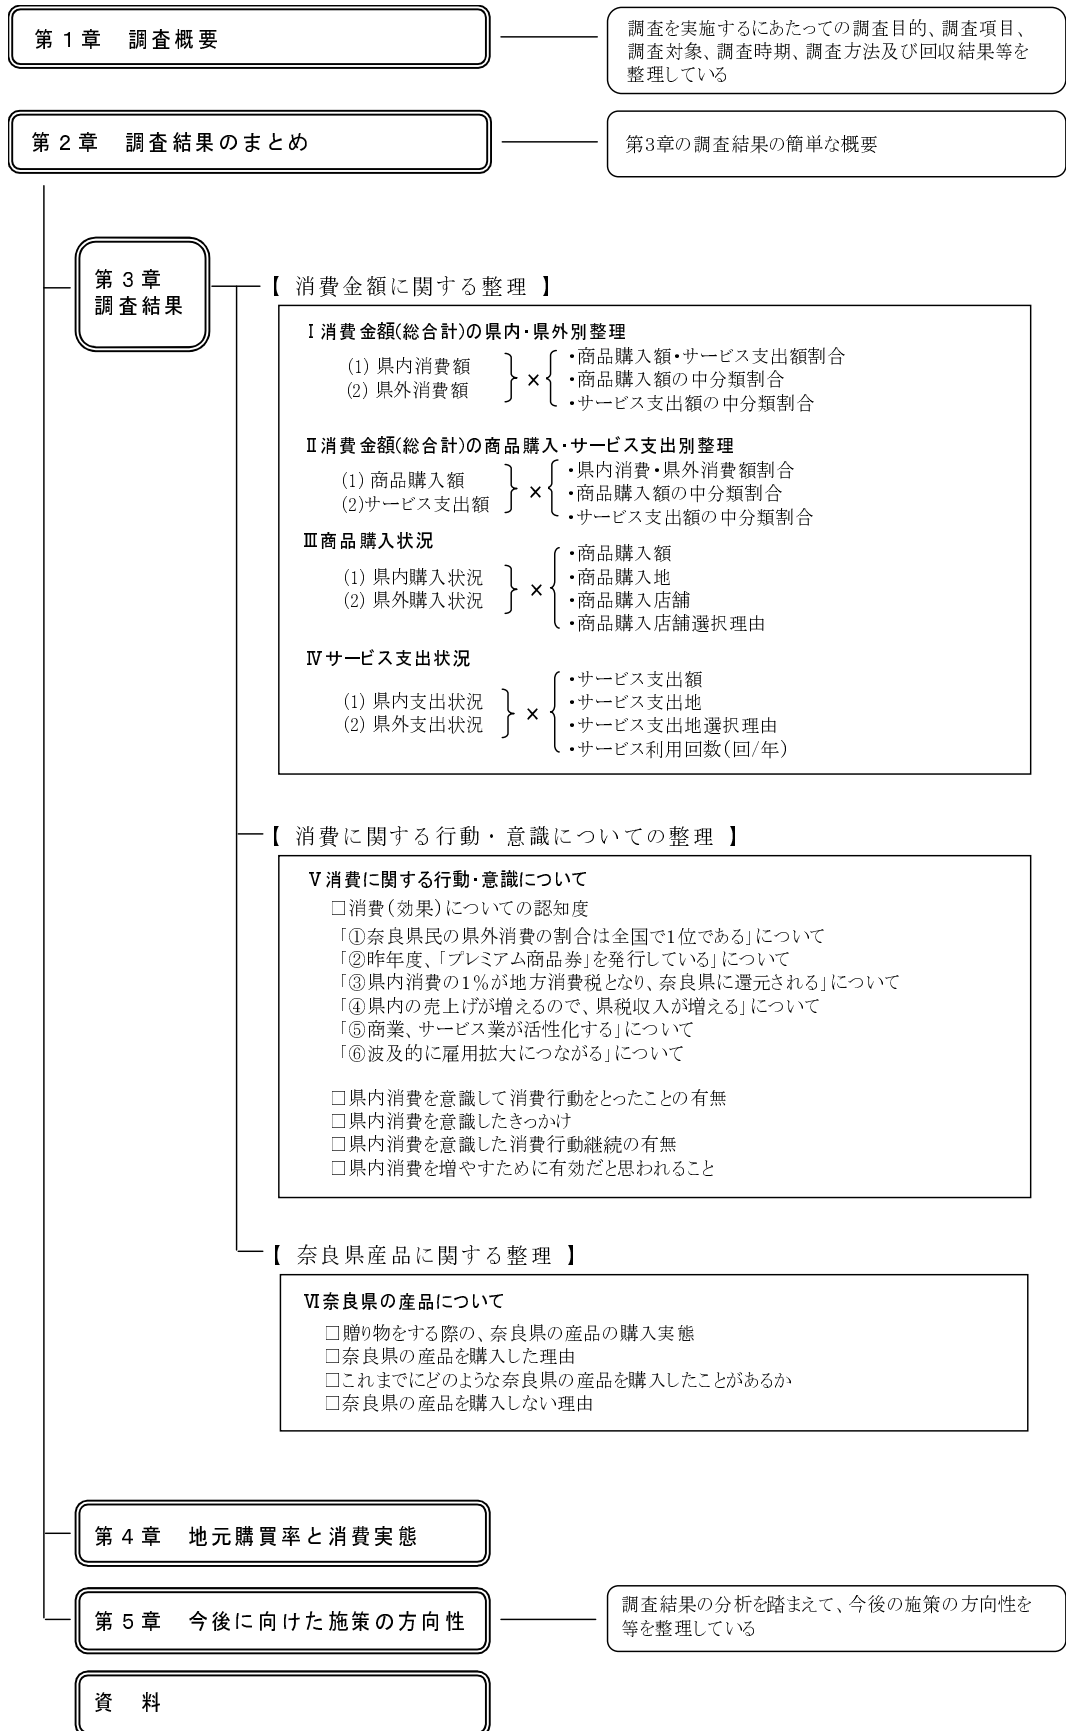 第１章　調査概要
調査を実施するにあたっての調査目的、調査項目、
調査対象、調査時期、調査方法及び回収結果等を
整理している
第２章　調査結果のまとめ
第3章の調査結果の簡単な概要
第３章
調査結果
【 消費金額に関する整理 】
Ⅰ消費金額(総合計)の県内・県外別整理
(1) 県内消費額
(2) 県外消費額
×
・商品購入額・サービス支出額割合
・商品購入額の中分類割合
・サービス支出額の中分類割合
Ⅱ消費金額(総合計)の商品購入・サービス支出別整理
(1) 商品購入額
(2)サービス支出額
×
・県内消費・県外消費額割合
・商品購入額の中分類割合
・サービス支出額の中分類割合
Ⅲ商品購入状況
(1) 県内購入状況
(2) 県外購入状況
×
・商品購入額
・商品購入地
・商品購入店舗
・商品購入店舗選択理由
Ⅳサービス支出状況
(1) 県内支出状況
(2) 県外支出状況
×
・サービス支出額
・サービス支出地
・サービス支出地選択理由
・サービス利用回数(回/年)
【 消費に関する行動・意識についての整理 】
Ⅴ消費に関する行動・意識について
□消費(効果)についての認知度
「①奈良県民の県外消費の割合は全国で1位である」について
「②昨年度、「プレミアム商品券」を発行している」について
「③県内消費の1％が地方消費税となり、奈良県に還元される」について
「④県内の売上げが増えるので、県税収入が増える」について
「⑤商業、サービス業が活性化する」について
「⑥波及的に雇用拡大につながる」について
□県内消費を意識して消費行動をとったことの有無
□県内消費を意識したきっかけ
□県内消費を意識した消費行動継続の有無
□県内消費を増やすために有効だと思われること
【 奈良県産品に関する整理 】
Ⅵ奈良県の産品について
□贈り物をする際の、奈良県の産品の購入実態
□奈良県の産品を購入した理由
□これまでにどのような奈良県の産品を購入したことがあるか
□奈良県の産品を購入しない理由
第４章　地元購買率と消費実態
第５章　今後に向けた施策の方向性
調査結果の分析を踏まえて、今後の施策の方向性を
等を整理している
資　料